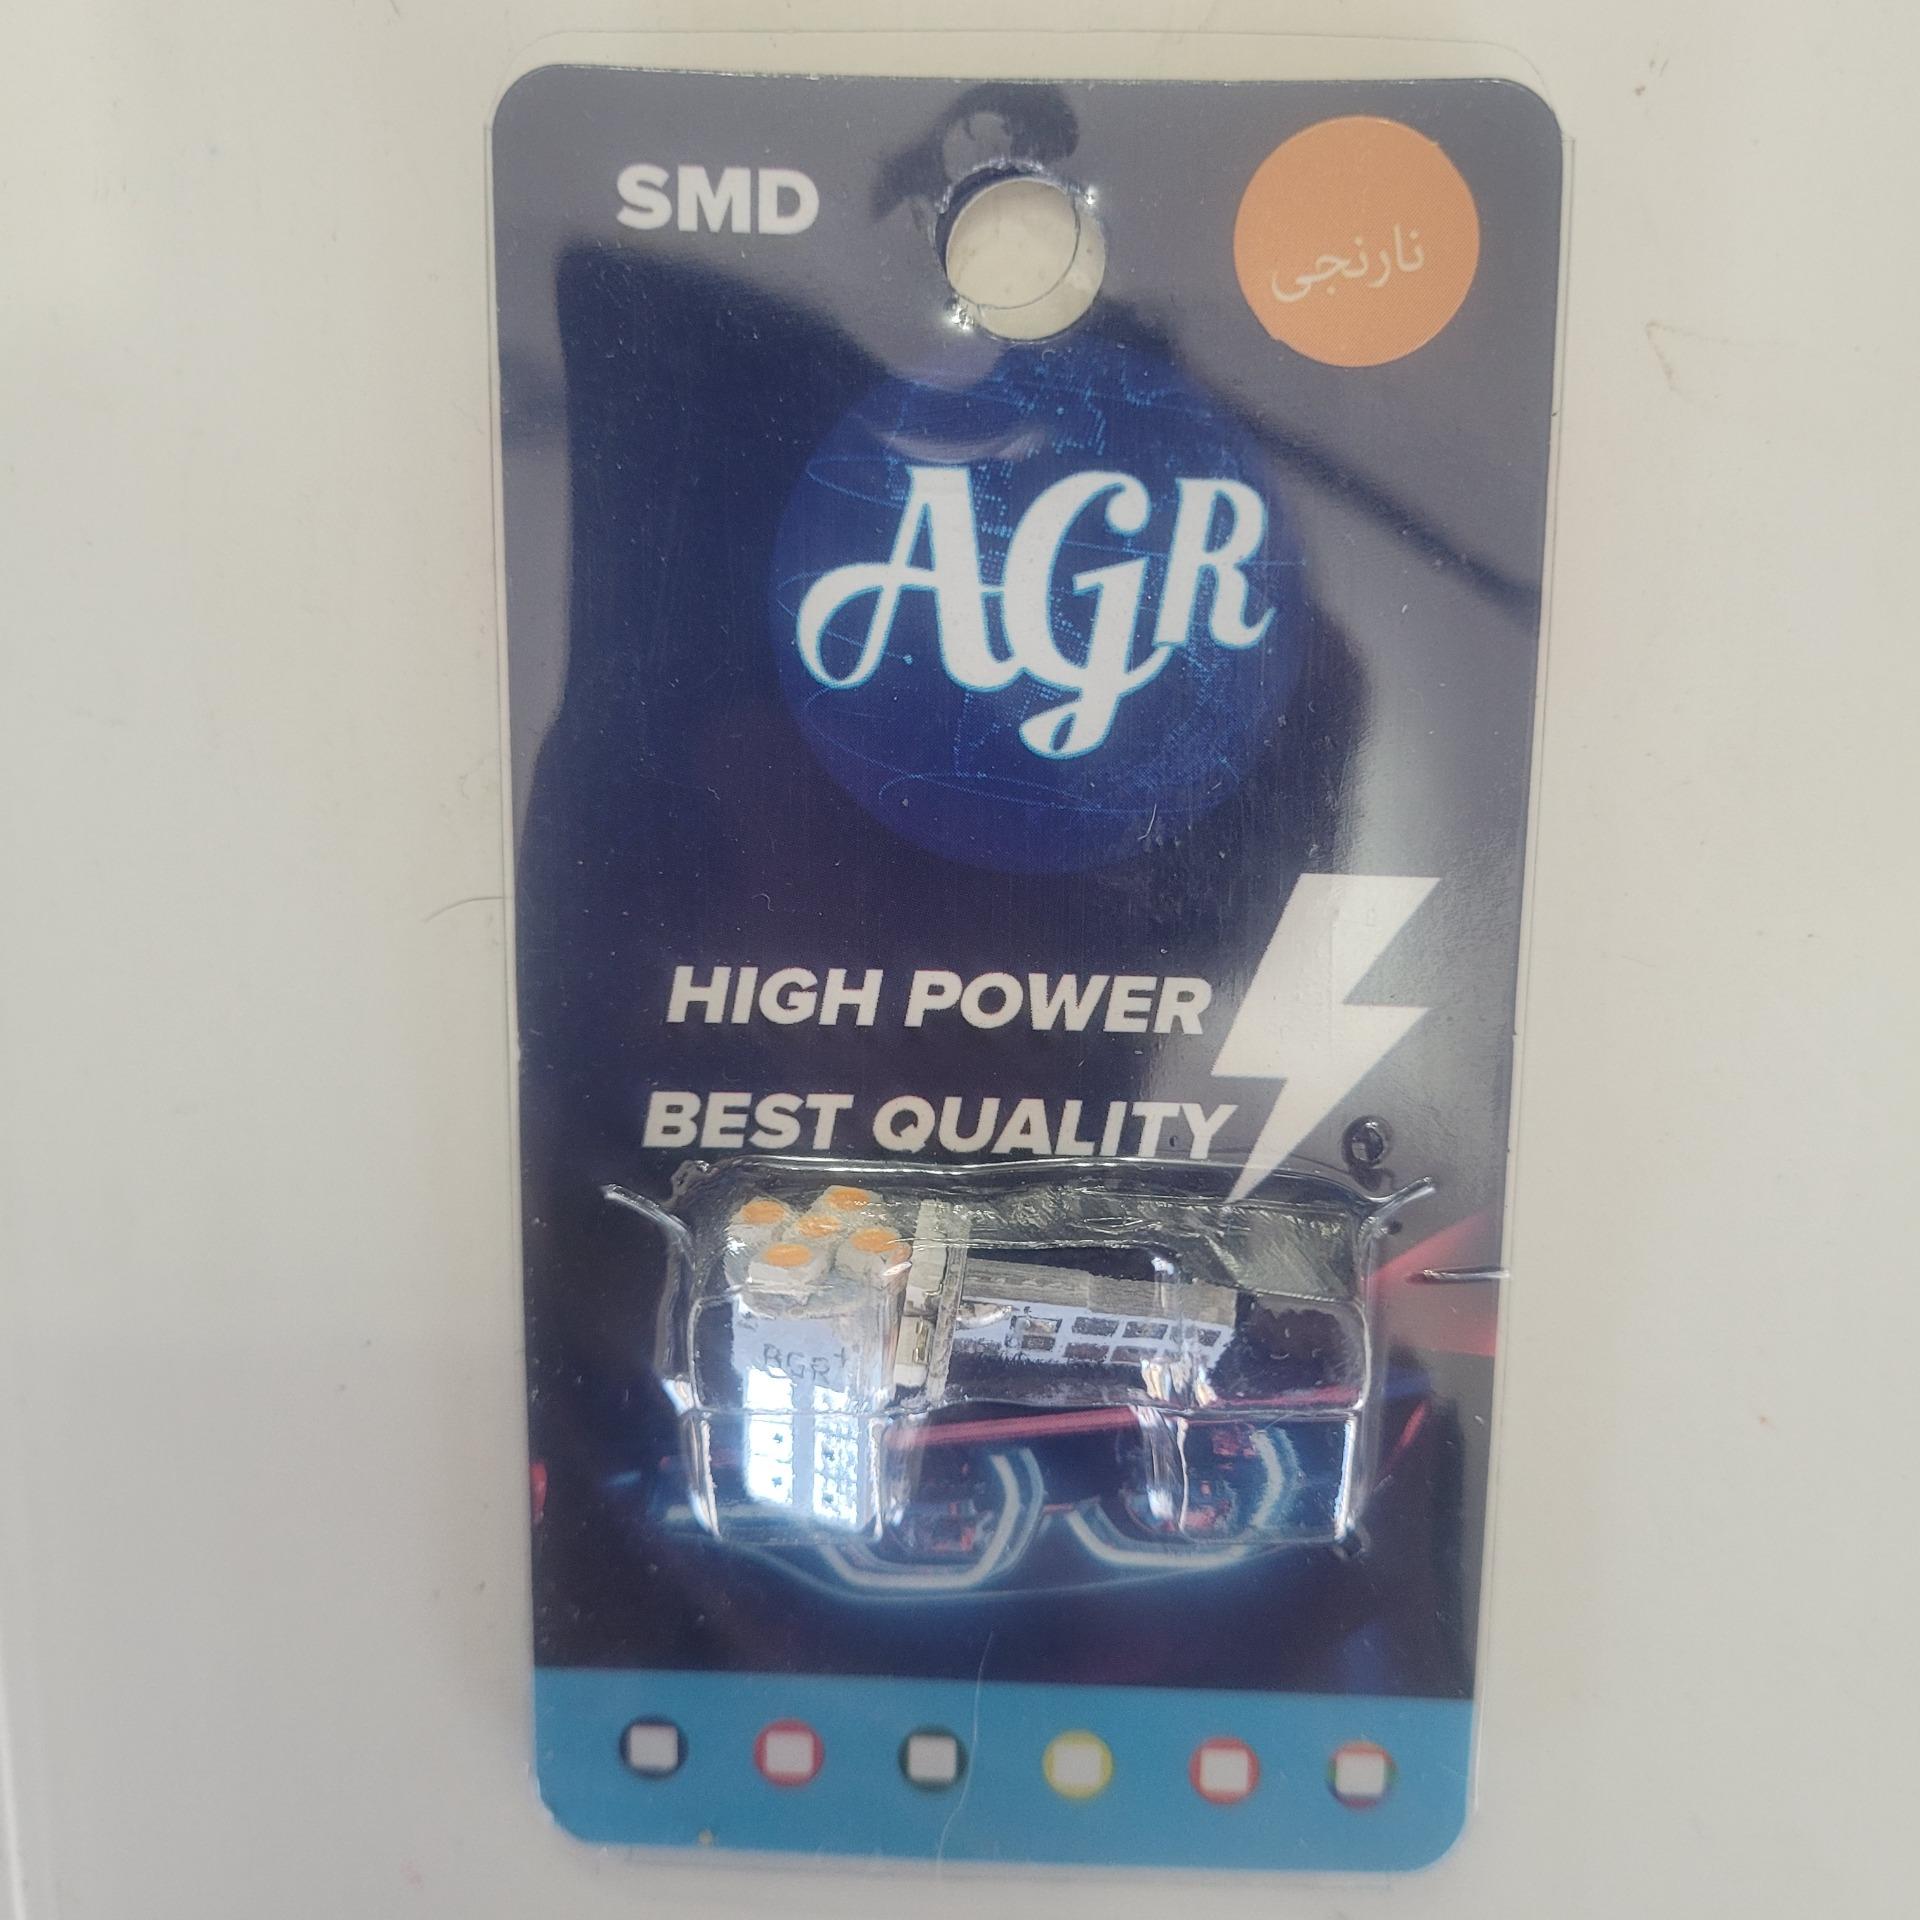 SMD
نارنجی
AGR
HIGH POWER
BEST QUALITY